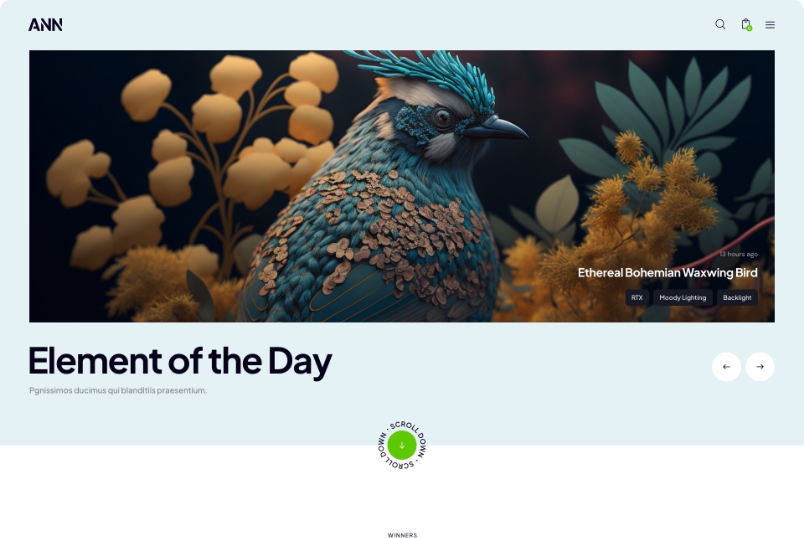 ANN
13 hours ago
Ethereal Bohemian Waxwing Bird
RTX Moody Lighting Backlight
Element of the Day
Pgnissimos ducimus qui blanditiis praesentium.
SCROLL DOWN · SCROLL DOWN ·
WINNERS